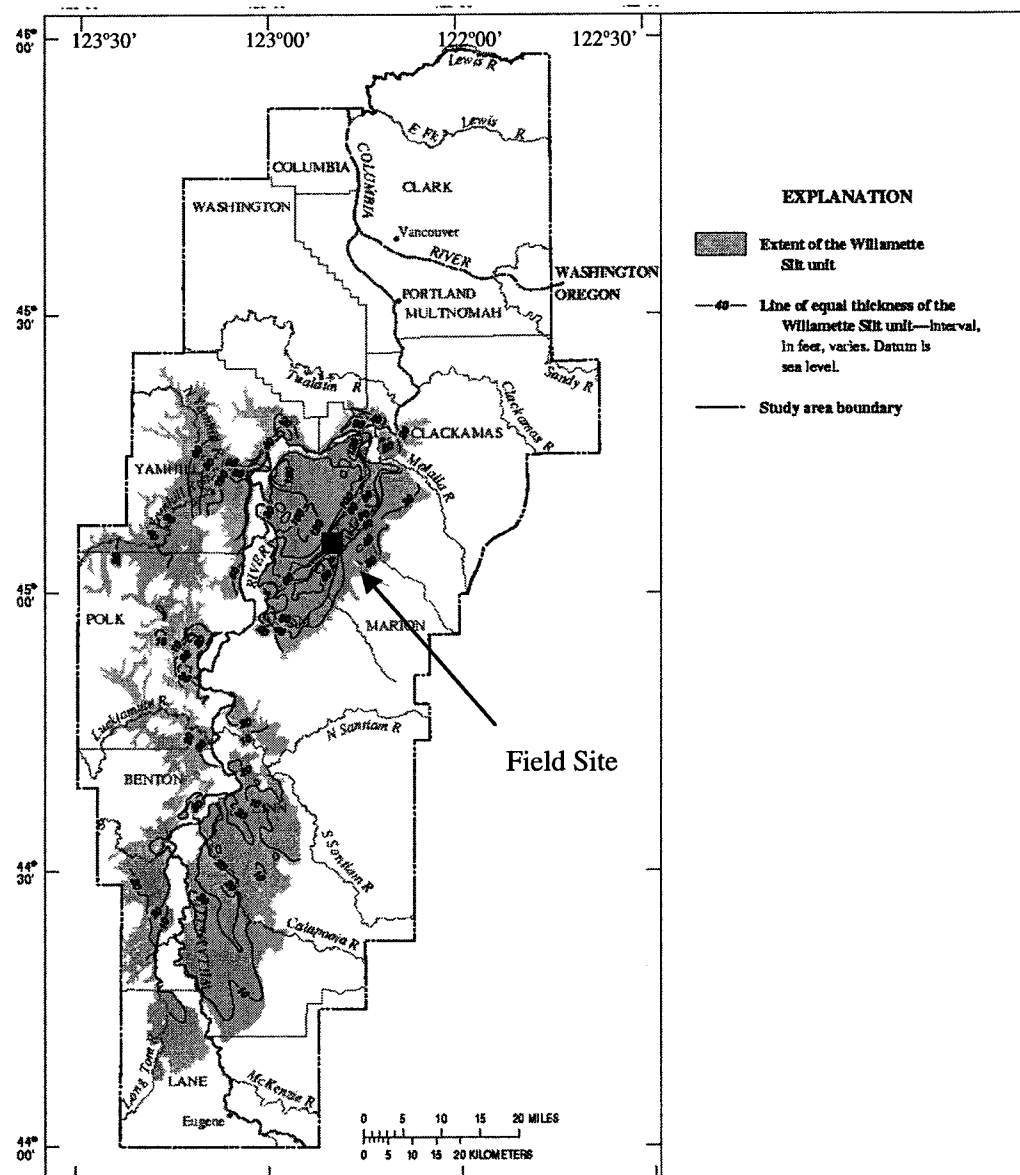 123°30' 123°00' 122°00' 122°30'
46°
00'
Lewis R
E Fk Lewis R
COLUMBIA
COLUMBIA
CLARK
WASHINGTON
Vancouver
RIVER
WASHINGTON
OREGON
PORTLAND
MULTNOMAH
45°
30'
Sandy R
Tualatin R
Clackamas R
CLACKAMAS
Molalla R
YAMHILL
RIVER
45°
00'
POLK
MARION
Luckiamute R
N Santiam R
Field Site
BENTON
LINN
S Santiam R
44°
30'
Calapooia R
WILLAMETTE
Long Tom R
LANE
McKenzie R
Eugene
44°
00'
0 5 10 15 20 MILES
0 5 10 15 20 KILOMETERS
EXPLANATION
Extent of the Willamette
Silt unit
40 Line of equal thickness of the
Willamette Silt unit—interval,
in feet, varies. Datum is
sea level.
Study area boundary